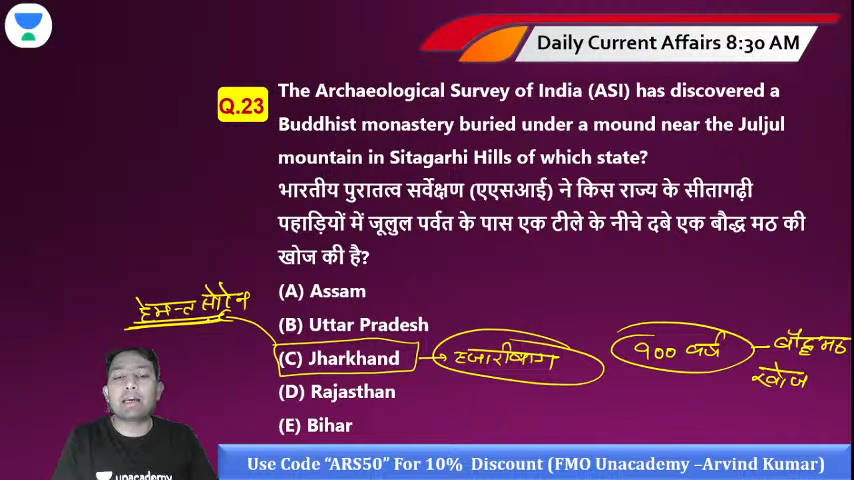 Daily Current Affairs 8:30 AM
Q.23
The Archaeological Survey of India (ASI) has discovered a
Buddhist monastery buried under a mound near the Juljul
mountain in Sitagarhi Hills of which state?
भारतीय पुरातत्व सर्वेक्षण (एएसआई) ने किस राज्य के सीतागढ़ी
पहाड़ियों में जूलुल पर्वत के पास एक टीले के नीचे दबे एक बौद्ध मठ की
खोज की है?
(A) Assam
हेमन्त सोरेन
(B) Uttar Pradesh
(C) Jharkhand
हजारीबाग
९०० वर्ष
बौद्ध मठ
खोज
(D) Rajasthan
(E) Bihar
unacademy
Use Code “ARS50” For 10% Discount (FMO Unacademy –Arvind Kumar)